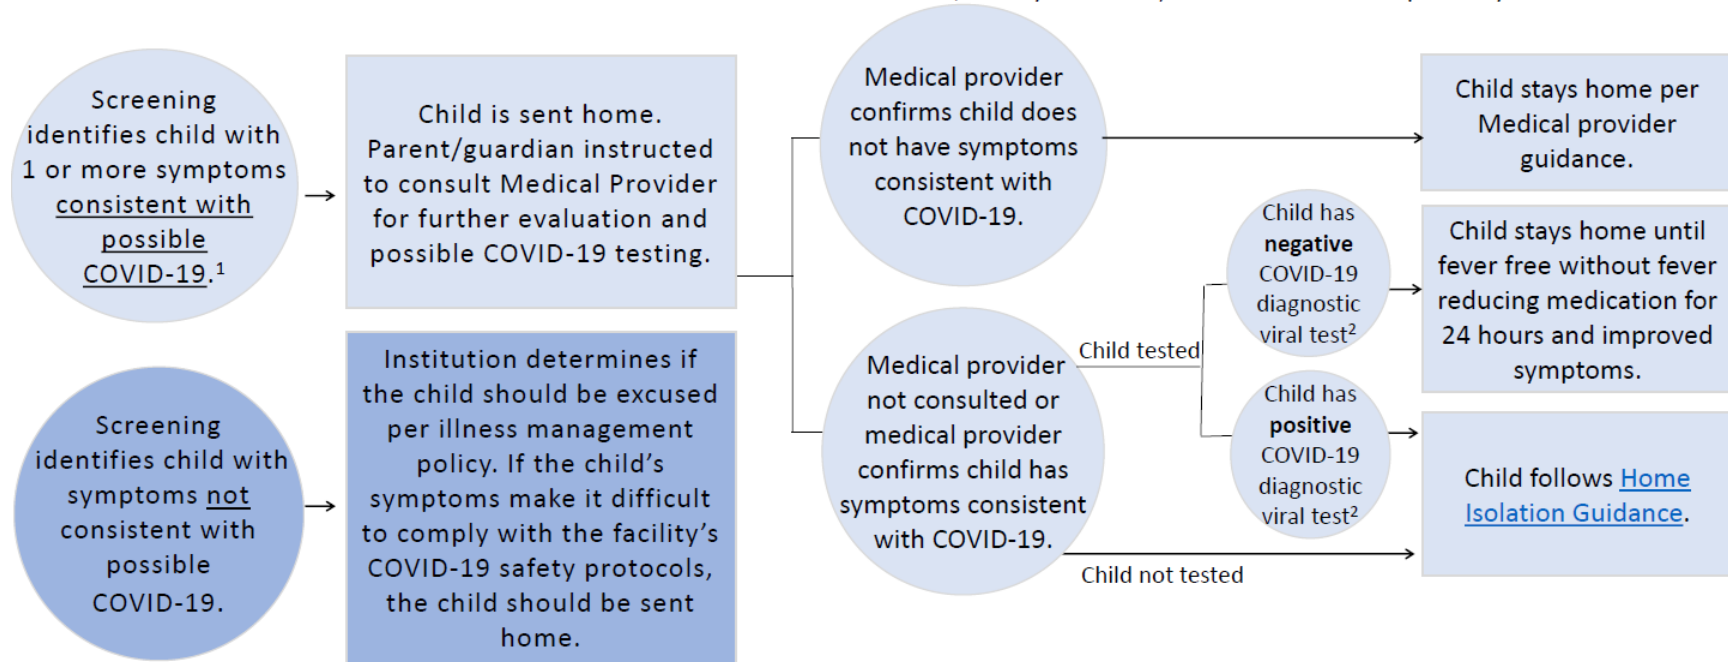 Screening
identifies child with
1 or more symptoms
consistent with
possible
COVID-19.¹
Child is sent home.
Parent/guardian instructed
to consult Medical Provider
for further evaluation and
possible COVID-19 testing.
Medical provider
confirms child does
not have symptoms
consistent with
COVID-19.
Child stays home per
Medical provider
guidance.
Medical provider
not consulted or
medical provider
confirms child has
symptoms consistent
with COVID-19.
Child tested
Child has
negative
COVID-19
diagnostic
viral test²
Child stays home until
fever free without fever
reducing medication for
24 hours and improved
symptoms.
Child has
positive
COVID-19
diagnostic
viral test²
Child not tested
Child follows Home
Isolation Guidance.
Screening
identifies child with
symptoms not
consistent with
possible
COVID-19.
Institution determines if
the child should be excused
per illness management
policy. If the child’s
symptoms make it difficult
to comply with the facility’s
COVID-19 safety protocols,
the child should be sent
home.